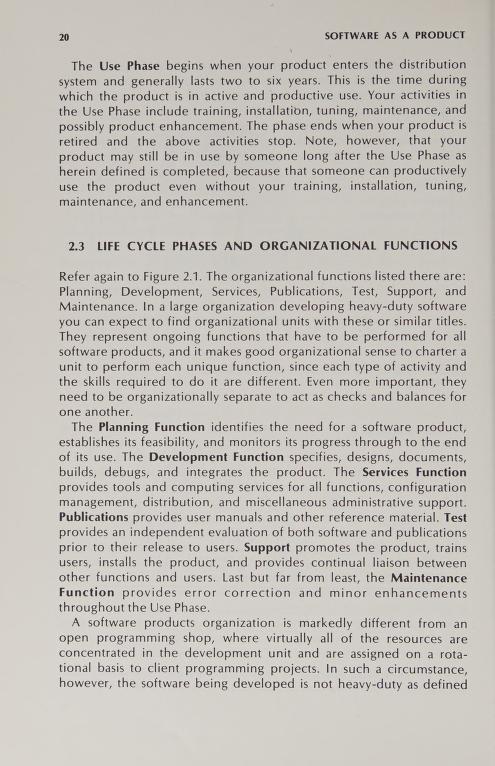 20 SOFTWARE AS A PRODUCT
The Use Phase begins when your product enters the distribution
system and generally lasts two to six years. This is the time during
which the product is in active and productive use. Your activities in
the Use Phase include training, installation, tuning, maintenance, and
possibly product enhancement. The phase ends when your product is
retired and the above activities stop. Note, however, that your
product may still be in use by someone long after the Use Phase as
herein defined is completed, because that someone can productively
use the product even without your training, installation, tuning,
maintenance, and enhancement.
2.3 LIFE CYCLE PHASES AND ORGANIZATIONAL FUNCTIONS
Refer again to Figure 2.1. The organizational functions listed there are:
Planning, Development, Services, Publications, Test, Support, and
Maintenance. In a large organization developing heavy-duty software
you can expect to find organizational units with these or similar titles.
They represent ongoing functions that have to be performed for all
software products, and it makes good organizational sense to charter a
unit to perform each unique function, since each type of activity and
the skills required to do it are different. Even more important, they
need to be organizationally separate to act as checks and balances for
one another.
The Planning Function identifies the need for a software product,
establishes its feasibility, and monitors its progress through to the end
of its use. The Development Function specifies, designs, documents,
builds, debugs, and integrates the product. The Services Function
provides tools and computing services for all functions, configuration
management, distribution, and miscellaneous administrative support.
Publications provides user manuals and other reference material. Test
provides an independent evaluation of both software and publications
prior to their release to users. Support promotes the product, trains
users, installs the product, and provides continual liaison between
other functions and users. Last but far from least, the Maintenance
Function provides error correction and minor enhancements
throughout the Use Phase.
A software products organization is markedly different from an
open programming shop, where virtually all of the resources are
concentrated in the development unit and are assigned on a rota-
tional basis to client programming projects. In such a circumstance,
however, the software being developed is not heavy-duty as defined